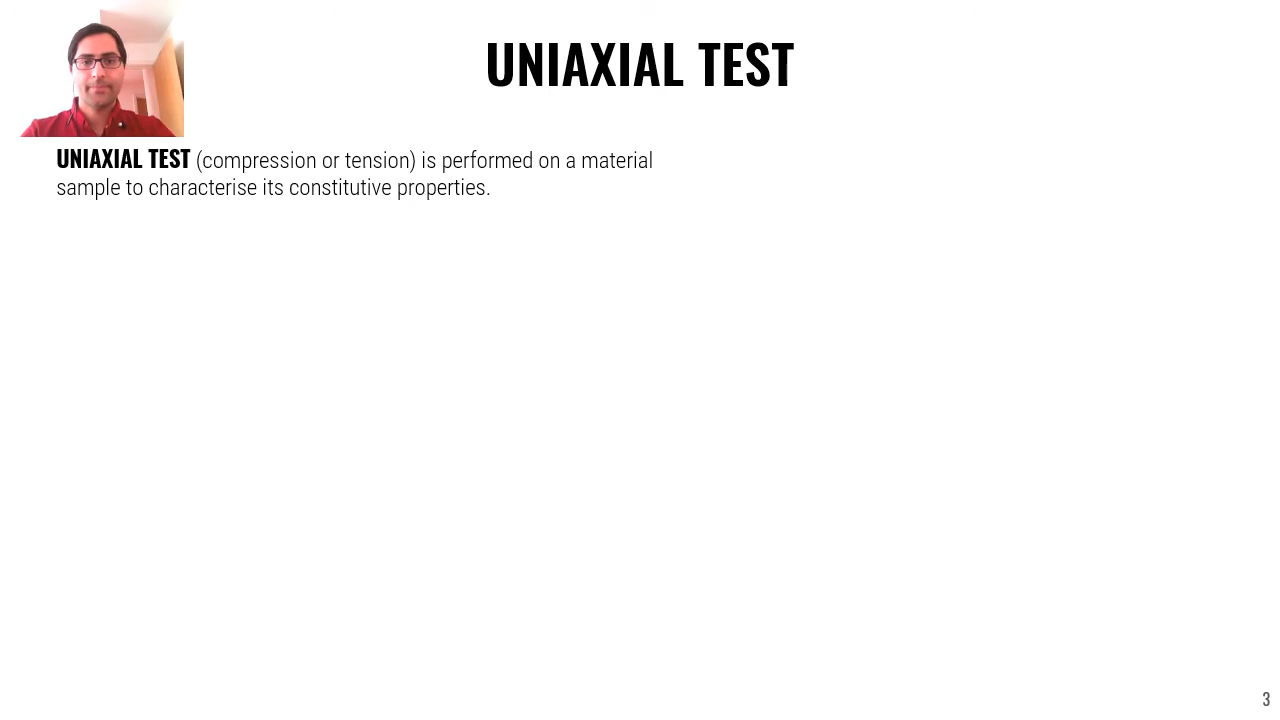 UNIAXIAL TEST
UNIAXIAL TEST (compression or tension) is performed on a material
sample to characterise its constitutive properties.
3